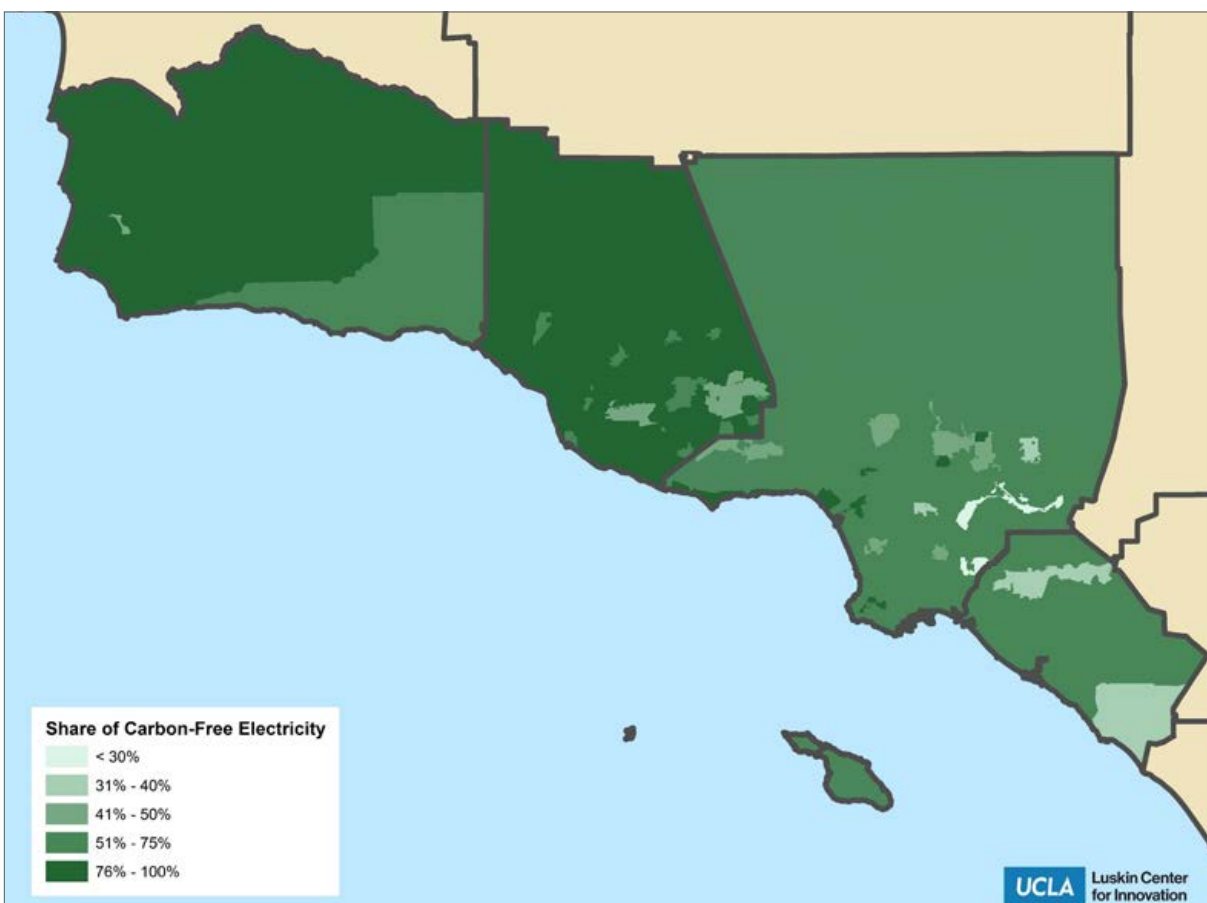 Share of Carbon-Free Electricity
< 30%
31% - 40%
41% - 50%
51% - 75%
76% - 100%
UCLA
Luskin Center
for Innovation